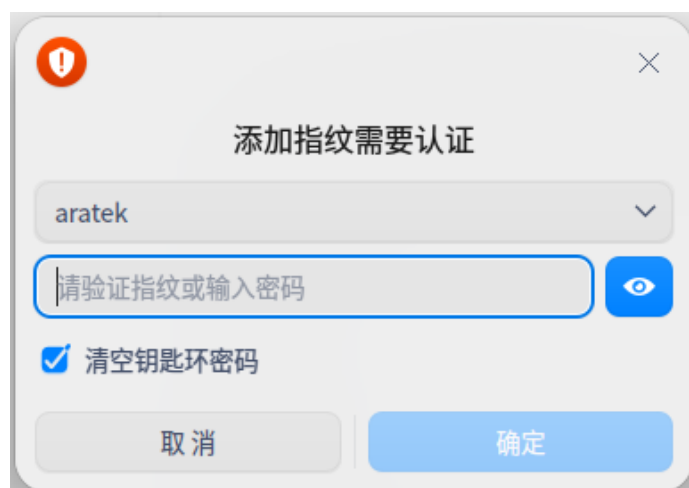 添加指纹需要认证
aratek
请验证指纹或输入密码
清空钥匙环密码
取消
确定